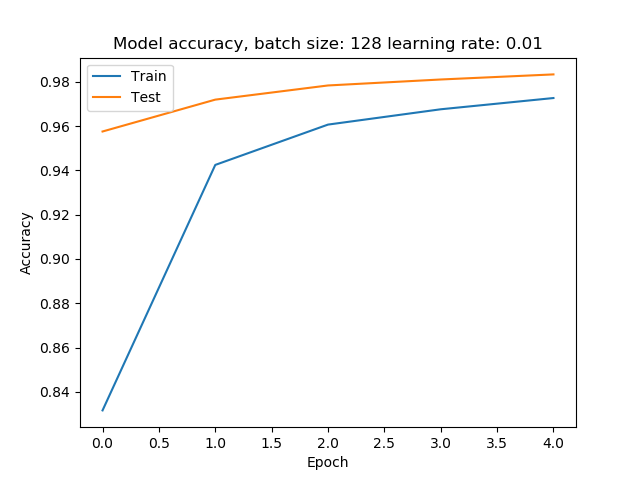 Model accuracy, batch size: 128 learning rate: 0.01
Train
Test
Accuracy
0.98
0.96
0.94
0.92
0.90
0.88
0.86
0.84
0.0 0.5 1.0 1.5 2.0 2.5 3.0 3.5 4.0
Epoch